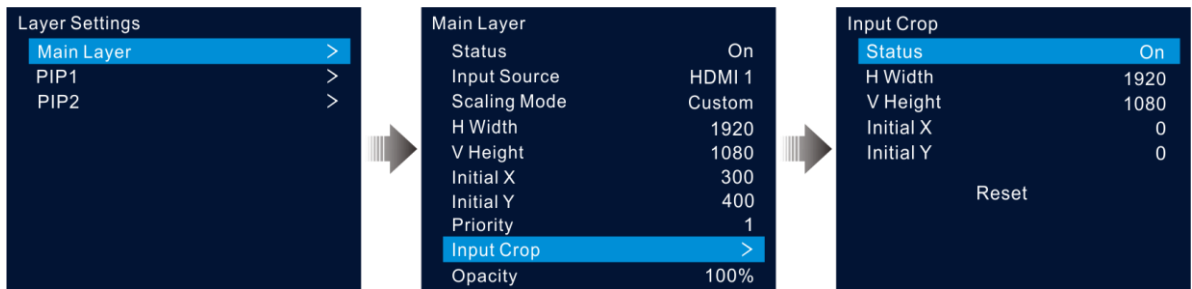 Layer Settings
Main Layer >
PIP1 >
PIP2 >
Main Layer
Status On
Input Source HDMI 1
Scaling Mode Custom
H Width 1920
V Height 1080
Initial X 300
Initial Y 400
Priority 1
Input Crop >
Opacity 100%
Input Crop
Status On
H Width 1920
V Height 1080
Initial X 0
Initial Y 0
Reset